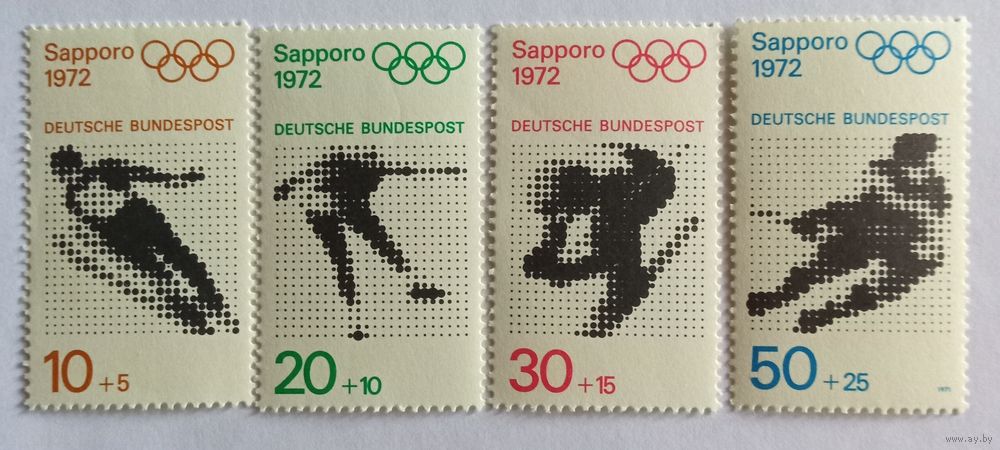 Sapporo
1972
DEUTSCHE BUNDESPOST
10 + 5
Sapporo
1972
DEUTSCHE BUNDESPOST
20 + 10
Sapporo
1972
DEUTSCHE BUNDESPOST
30 + 15
Sapporo
1972
DEUTSCHE BUNDESPOST
50 + 25
1971
www.ay.by